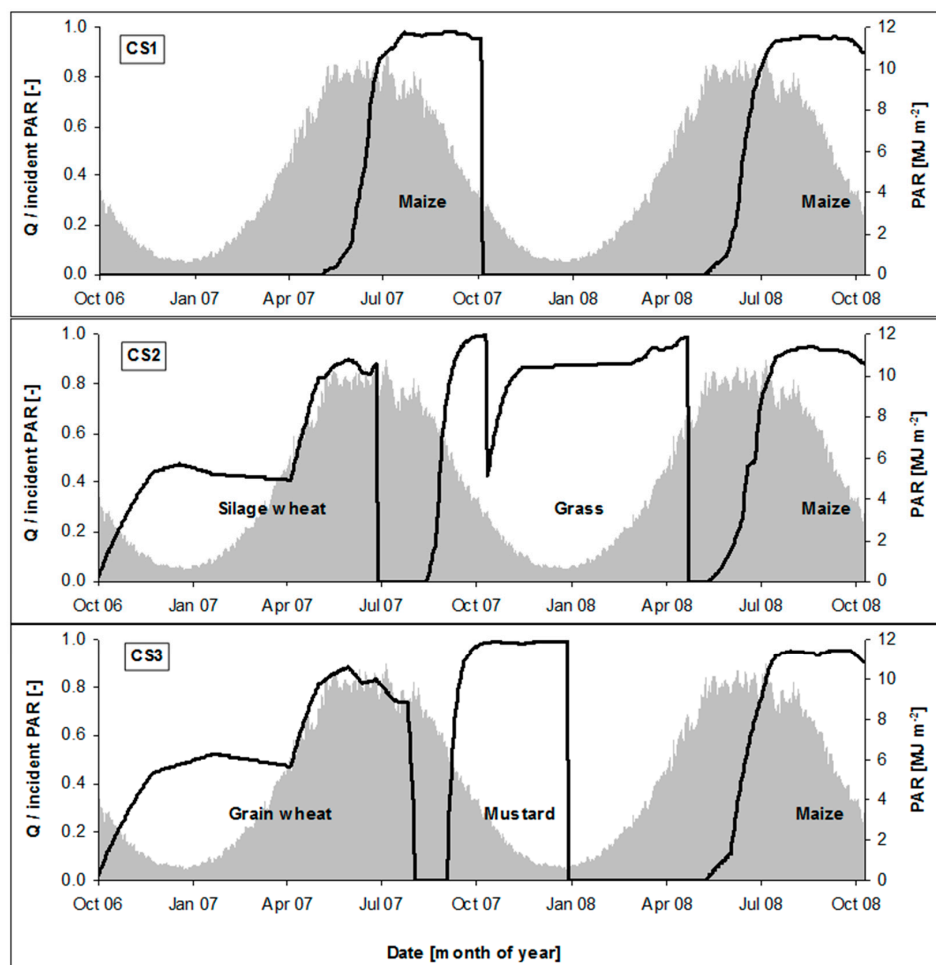 CS1
Q / incident PAR [-]
1.0
0.8
0.6
0.4
0.2
0.0
12
10
8
6
4
2
0
PAR [MJ m⁻²]
Maize
Maize
Oct 06 Jan 07 Apr 07 Jul 07 Oct 07 Jan 08 Apr 08 Jul 08 Oct 08
CS2
Q / incident PAR [-]
1.0
0.8
0.6
0.4
0.2
0.0
12
10
8
6
4
2
0
PAR [MJ m⁻²]
Silage wheat
Grass
Maize
Oct 06 Jan 07 Apr 07 Jul 07 Oct 07 Jan 08 Apr 08 Jul 08 Oct 08
CS3
Q / incident PAR [-]
1.0
0.8
0.6
0.4
0.2
0.0
12
10
8
6
4
2
0
PAR [MJ m⁻²]
Grain wheat
Mustard
Maize
Oct 06 Jan 07 Apr 07 Jul 07 Oct 07 Jan 08 Apr 08 Jul 08 Oct 08
Date [month of year]